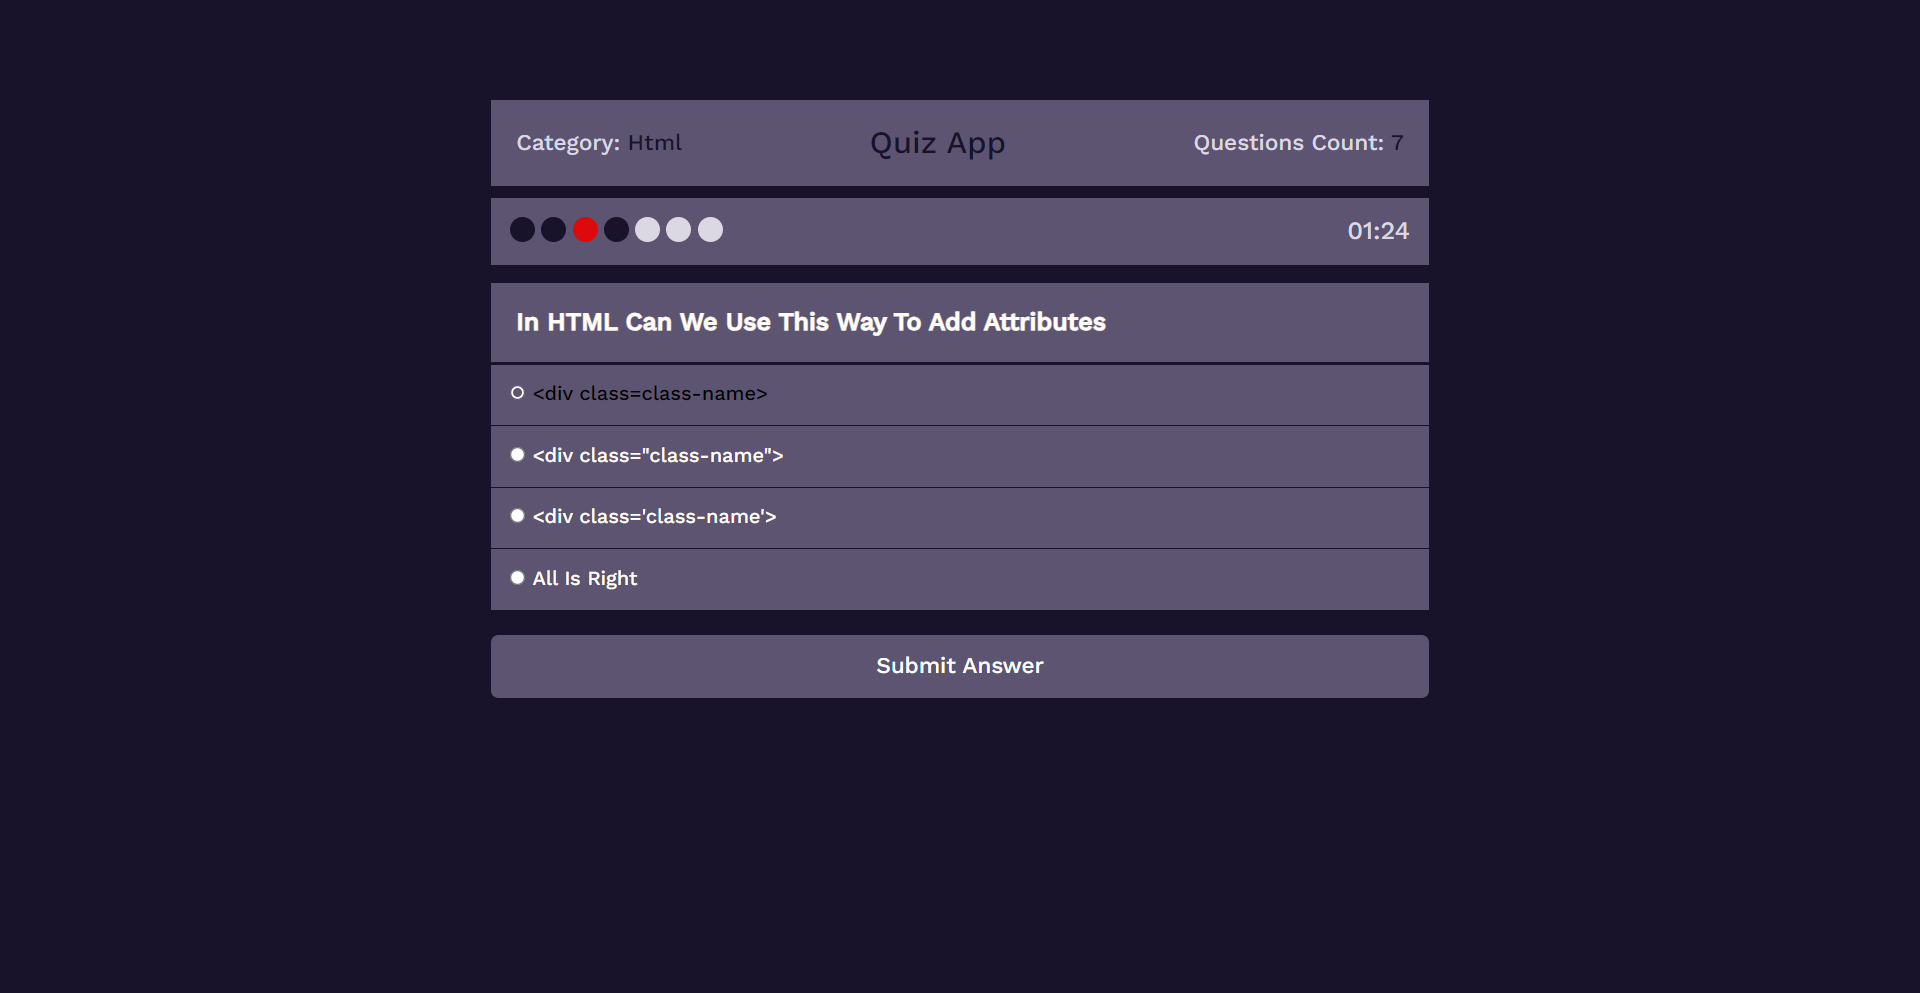 Category: Html
Quiz App
Questions Count: 7
01:24
In HTML Can We Use This Way To Add Attributes
<div class=class-name>
<div class="class-name">
<div class='class-name'>
All Is Right
Submit Answer